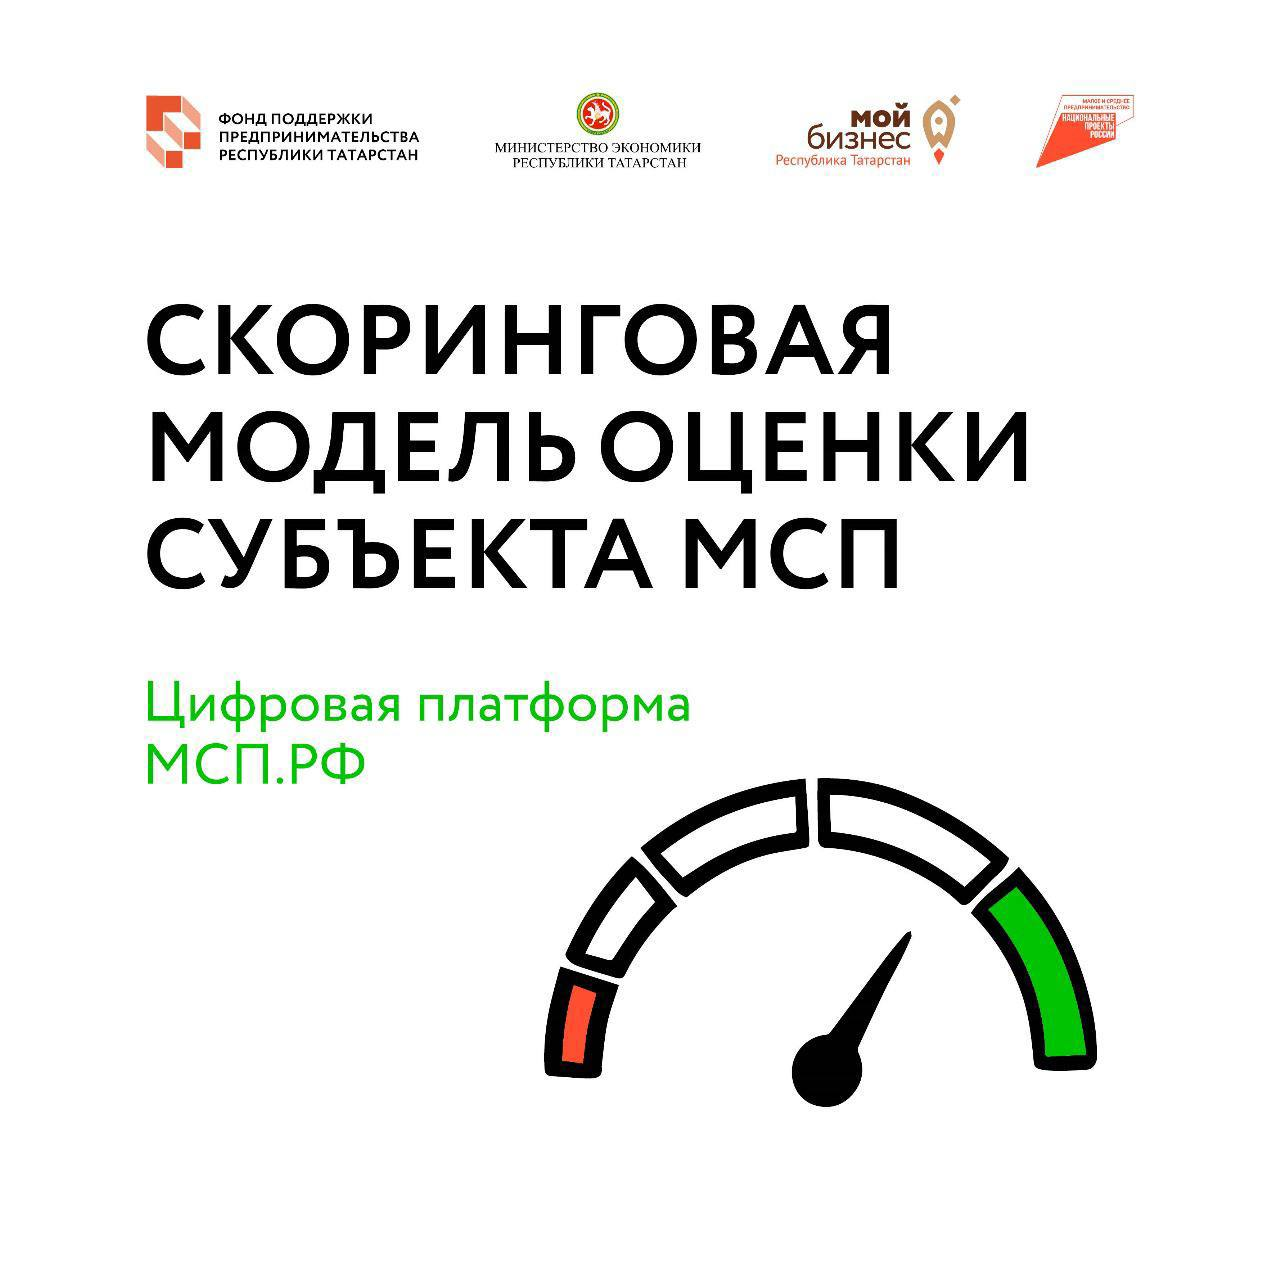 ФОНД ПОДДЕРЖКИ
ПРЕДПРИНИМАТЕЛЬСТВА
РЕСПУБЛИКИ ТАТАРСТАН
МИНИСТЕРСТВО ЭКОНОМИКИ
РЕСПУБЛИКИ ТАТАРСТАН
МОЙ
бизнес
Республика Татарстан
МАЛОЕ И СРЕДНЕЕ
ПРЕДПРИНИМАТЕЛЬСТВО
НАЦИОНАЛЬНЫЕ
ПРОЕКТЫ
РОССИИ
СКОРИНГОВАЯ
МОДЕЛЬ ОЦЕНКИ
СУБЪЕКТА МСП
Цифровая платформа
МСП.РФ